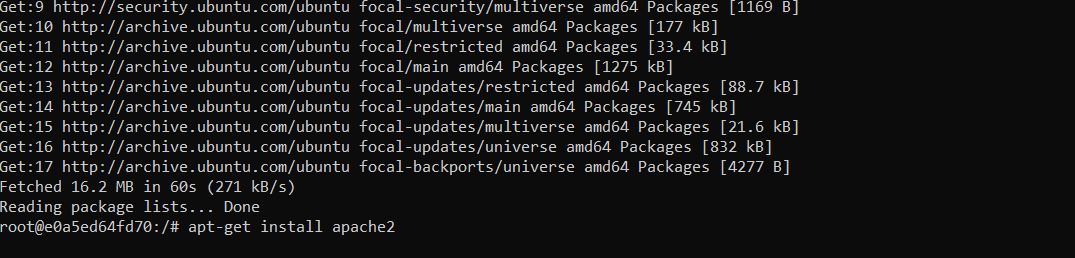 Get:9 http://security.ubuntu.com/ubuntu focal-security/multiverse amd64 Packages [1169 B]
Get:10 http://archive.ubuntu.com/ubuntu focal/multiverse amd64 Packages [177 kB]
Get:11 http://archive.ubuntu.com/ubuntu focal/restricted amd64 Packages [33.4 kB]
Get:12 http://archive.ubuntu.com/ubuntu focal/main amd64 Packages [1275 kB]
Get:13 http://archive.ubuntu.com/ubuntu focal-updates/restricted amd64 Packages [88.7 kB]
Get:14 http://archive.ubuntu.com/ubuntu focal-updates/main amd64 Packages [745 kB]
Get:15 http://archive.ubuntu.com/ubuntu focal-updates/multiverse amd64 Packages [21.6 kB]
Get:16 http://archive.ubuntu.com/ubuntu focal-updates/universe amd64 Packages [832 kB]
Get:17 http://archive.ubuntu.com/ubuntu focal-backports/universe amd64 Packages [4277 B]
Fetched 16.2 MB in 60s (271 kB/s)
Reading package lists... Done
root@e0a5ed64fd70:/# apt-get install apache2